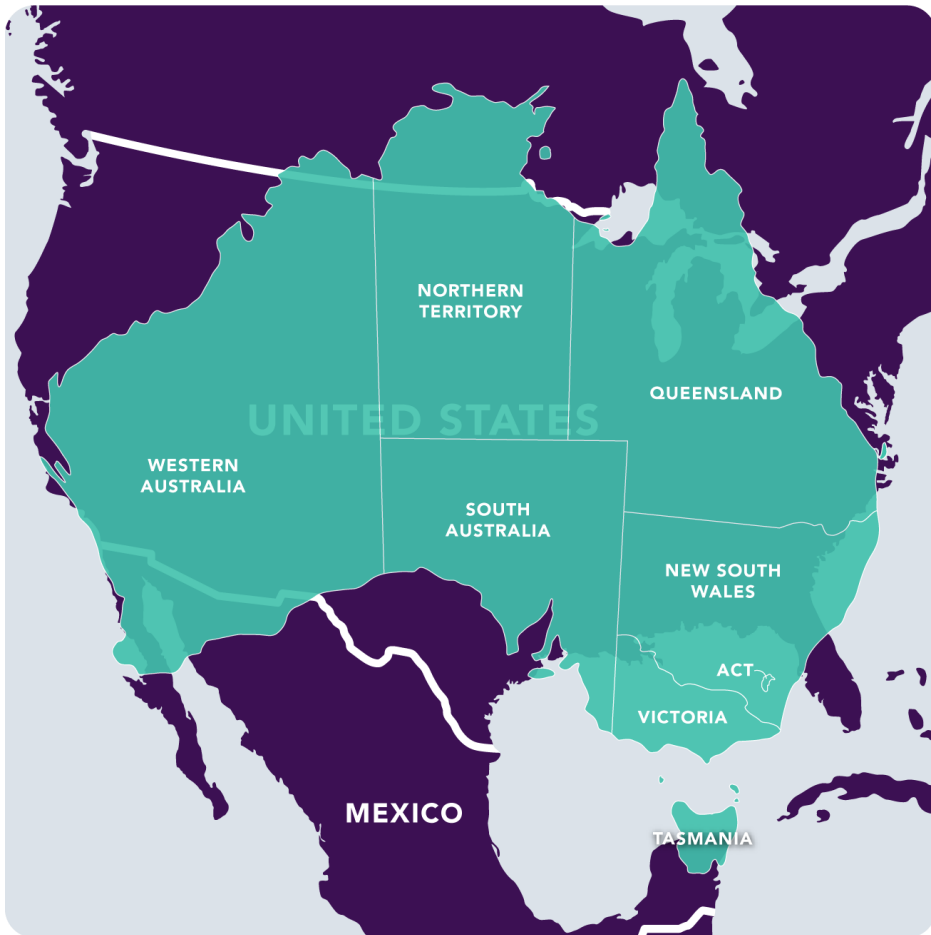 NORTHERN
TERRITORY
QUEENSLAND
UNITED STATES
WESTERN
AUSTRALIA
SOUTH
AUSTRALIA
NEW SOUTH
WALES
ACT
VICTORIA
MEXICO
TASMANIA